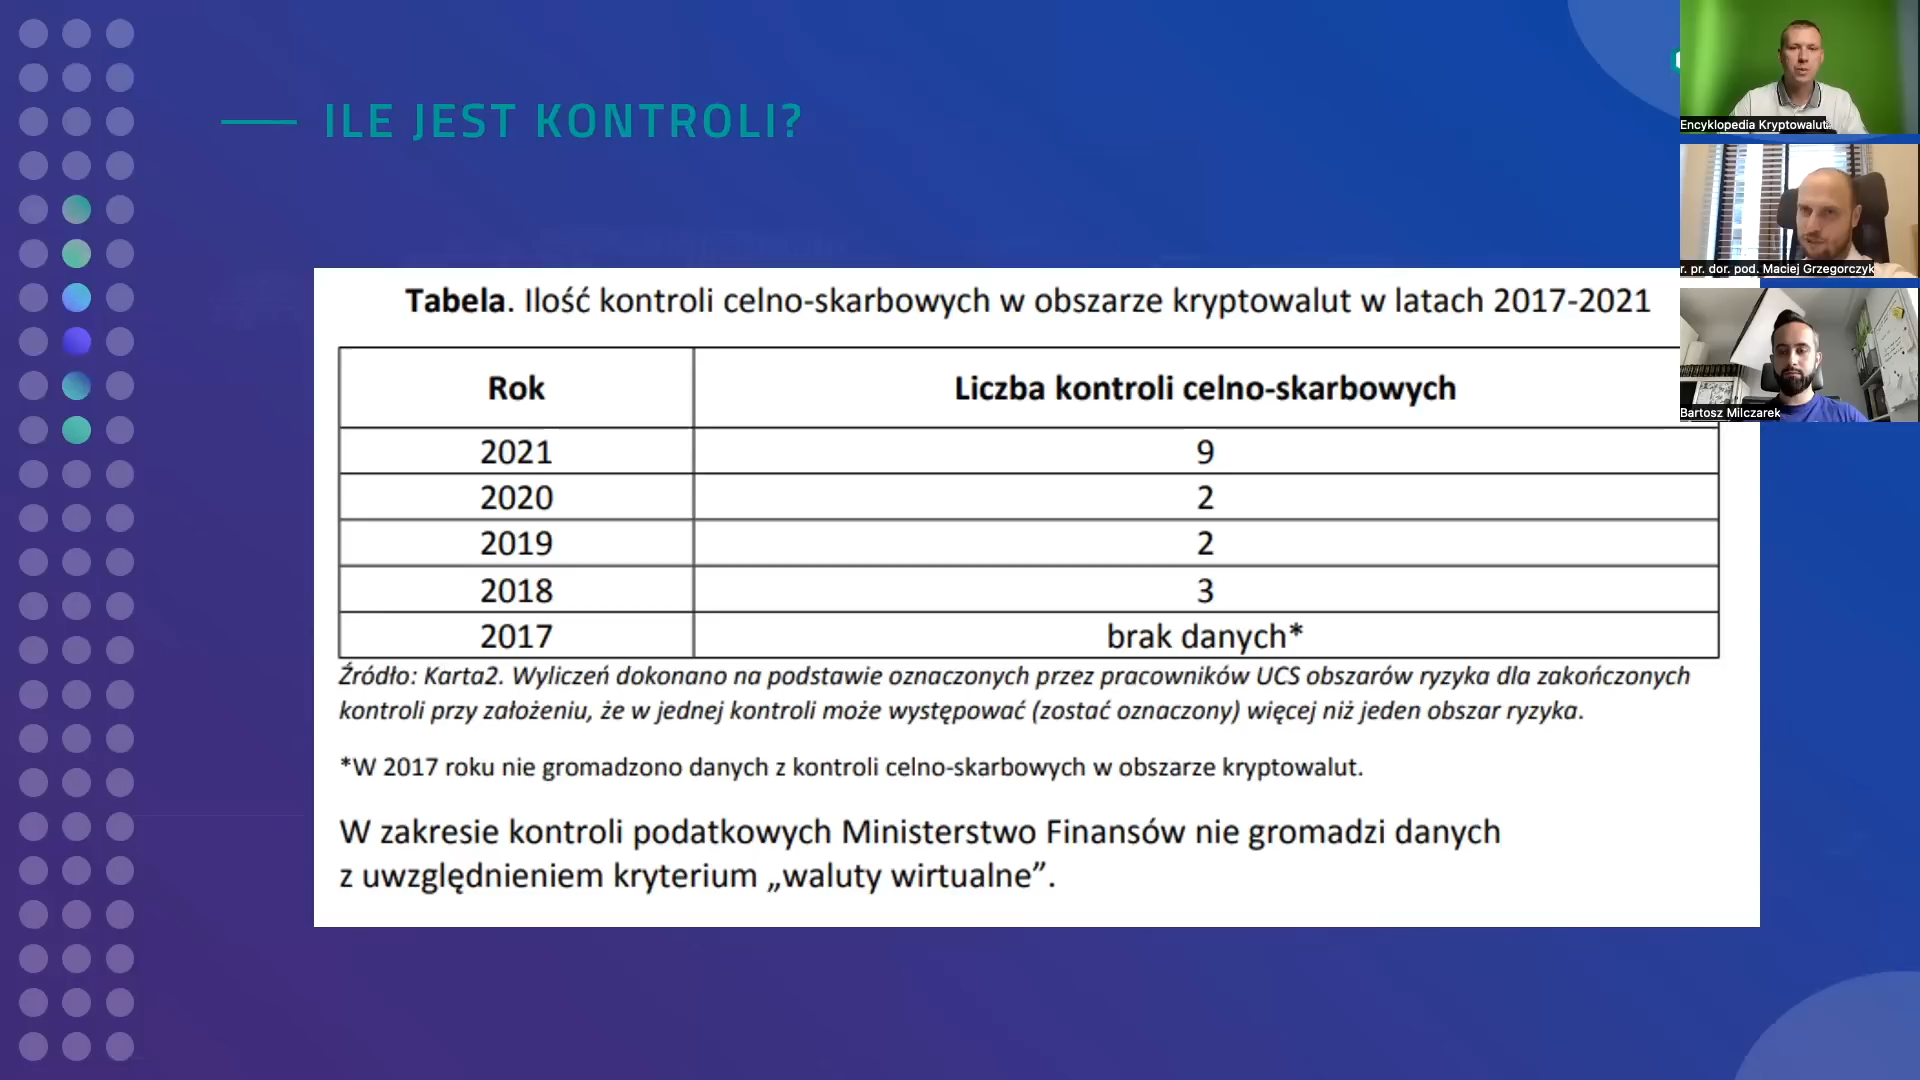 ILE JEST KONTROLI?
Encyklopedia Kryptowalut
r. pr. dor. pod. Maciej Grzegorczyk
Bartosz Milczarek
Tabela. Ilość kontroli celno-skarbowych w obszarze kryptowalut w latach 2017-2021
Rok Liczba kontroli celno-skarbowych
2021 9
2020 2
2019 2
2018 3
2017 brak danych*
Źródło: Karta2. Wyliczeń dokonano na podstawie oznaczonych przez pracowników UCS obszarów ryzyka dla zakończonych
kontroli przy założeniu, że w jednej kontroli może występować (zostać oznaczony) więcej niż jeden obszar ryzyka.
*W 2017 roku nie gromadzono danych z kontroli celno-skarbowych w obszarze kryptowalut.
W zakresie kontroli podatkowych Ministerstwo Finansów nie gromadzi danych
z uwzględnieniem kryterium „waluty wirtualne”.